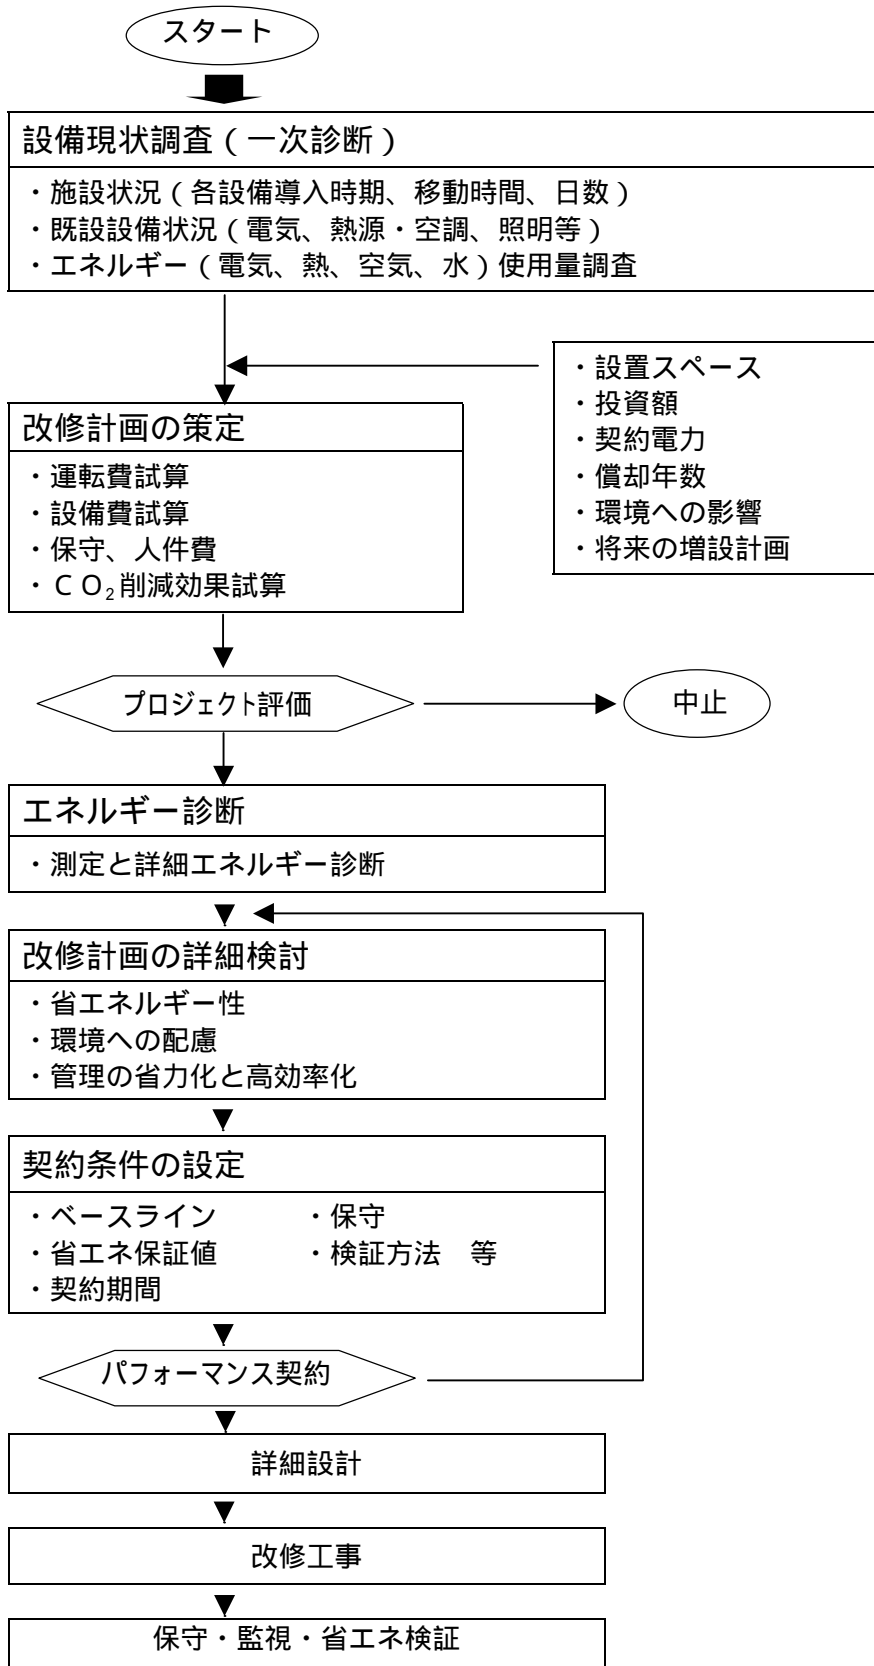 スタート
設備現状調査（一次診断）
・施設状況（各設備導入時期、移動時間、日数）
・既設設備状況（電気、熱源・空調、照明等）
・エネルギー（電気、熱、空気、水）使用量調査
・設置スペース
・投資額
・契約電力
・償却年数
・環境への影響
・将来の増設計画
改修計画の策定
・運転費試算
・設備費試算
・保守、人件費
・ＣＯ₂削減効果試算
プロジェクト評価
中止
エネルギー診断
・測定と詳細エネルギー診断
改修計画の詳細検討
・省エネルギー性
・環境への配慮
・管理の省力化と高効率化
契約条件の設定
・ベースライン　　　・保守
・省エネ保証値　　　・検証方法　等
・契約期間
パフォーマンス契約
詳細設計
改修工事
保守・監視・省エネ検証